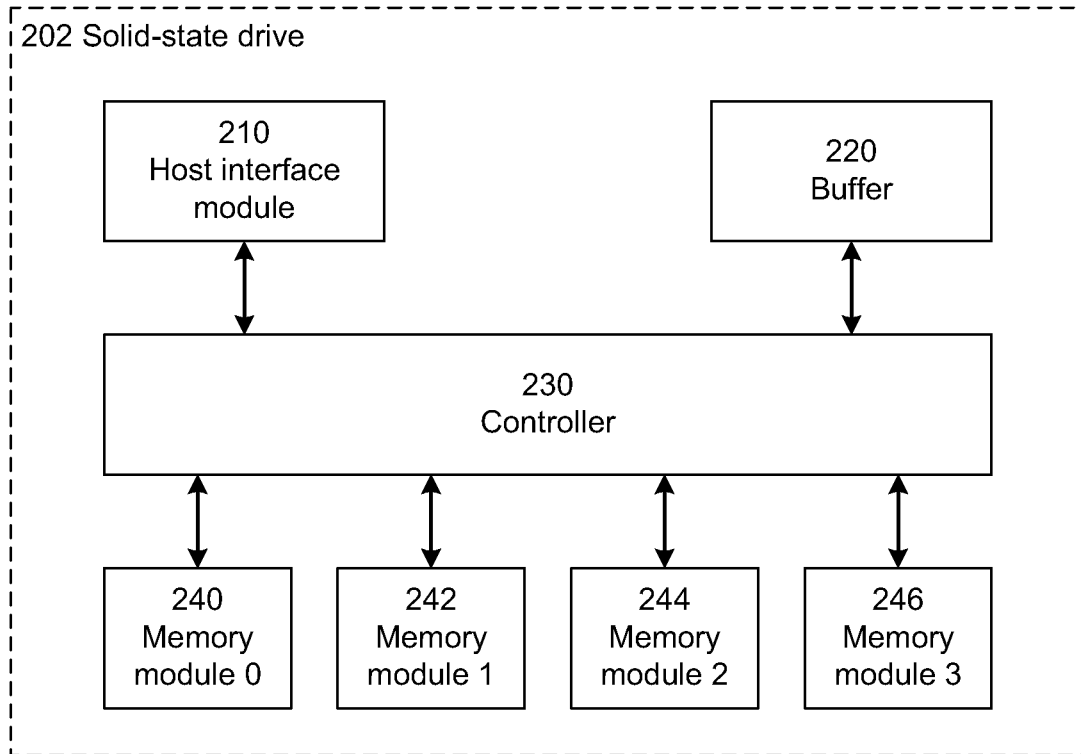 202 Solid-state drive
210
Host interface
module
220
Buffer
230
Controller
240
Memory
module 0
242
Memory
module 1
244
Memory
module 2
246
Memory
module 3